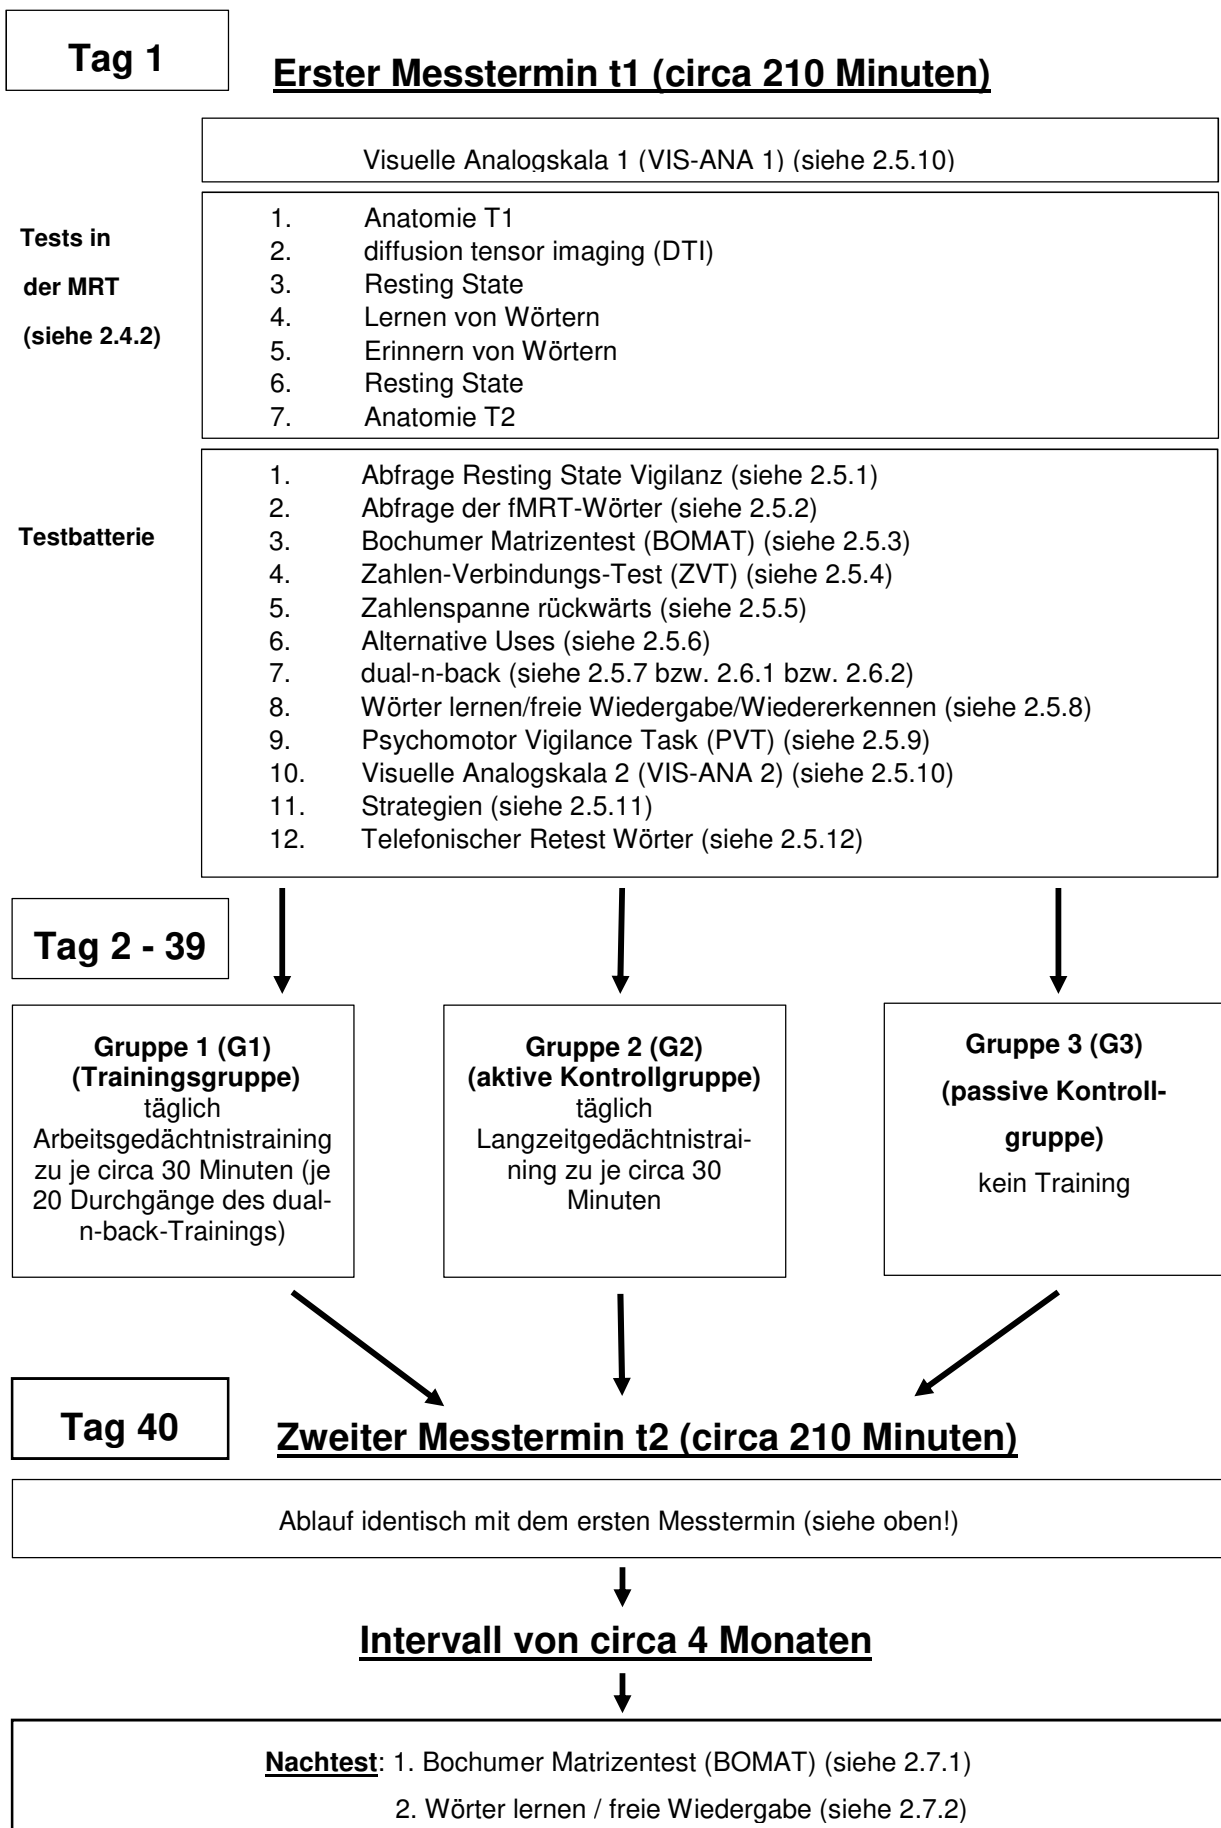 Tag 1
Erster Messtermin t1 (circa 210 Minuten)
Visuelle Analogskala 1 (VIS-ANA 1) (siehe 2.5.10)
Tests in
der MRT
(siehe 2.4.2)
1. Anatomie T1
2. diffusion tensor imaging (DTI)
3. Resting State
4. Lernen von Wörtern
5. Erinnern von Wörtern
6. Resting State
7. Anatomie T2
Testbatterie
1. Abfrage Resting State Vigilanz (siehe 2.5.1)
2. Abfrage der fMRT-Wörter (siehe 2.5.2)
3. Bochumer Matrizentest (BOMAT) (siehe 2.5.3)
4. Zahlen-Verbindungs-Test (ZVT) (siehe 2.5.4)
5. Zahlenspanne rückwärts (siehe 2.5.5)
6. Alternative Uses (siehe 2.5.6)
7. dual-n-back (siehe 2.5.7 bzw. 2.6.1 bzw. 2.6.2)
8. Wörter lernen/freie Wiedergabe/Wiedererkennen (siehe 2.5.8)
9. Psychomotor Vigilance Task (PVT) (siehe 2.5.9)
10. Visuelle Analogskala 2 (VIS-ANA 2) (siehe 2.5.10)
11. Strategien (siehe 2.5.11)
12. Telefonischer Retest Wörter (siehe 2.5.12)
Tag 2 - 39
Gruppe 1 (G1)
(Trainingsgruppe)
täglich
Arbeitsgedächtnistraining
zu je circa 30 Minuten (je
20 Durchgänge des dual-
n-back-Trainings)
Gruppe 2 (G2)
(aktive Kontrollgruppe)
täglich
Langzeitgedächtnistrai-
ning zu je circa 30
Minuten
Gruppe 3 (G3)
(passive Kontroll-
gruppe)
kein Training
Tag 40
Zweiter Messtermin t2 (circa 210 Minuten)
Ablauf identisch mit dem ersten Messtermin (siehe oben!)
Intervall von circa 4 Monaten
Nachtest: 1. Bochumer Matrizentest (BOMAT) (siehe 2.7.1)
2. Wörter lernen / freie Wiedergabe (siehe 2.7.2)